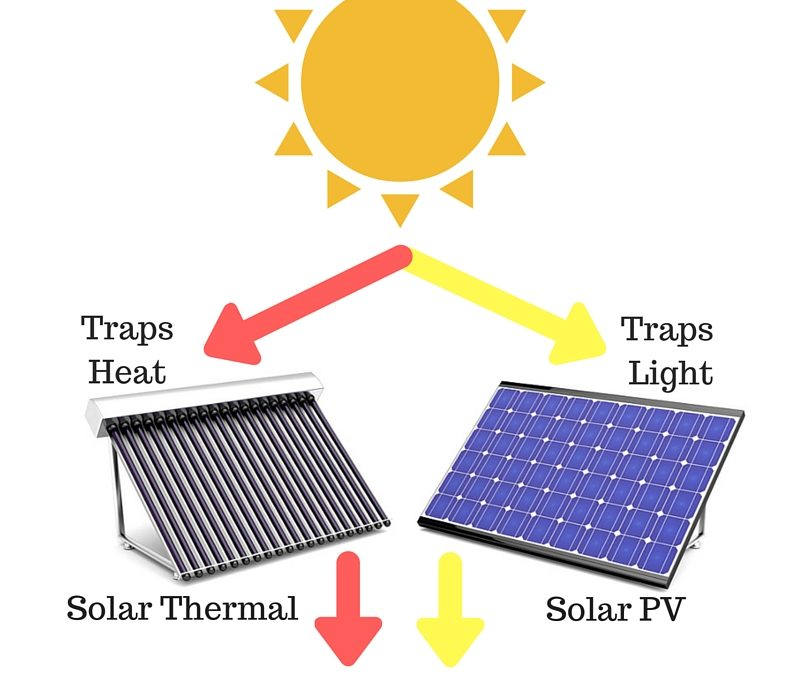 Traps
Heat
Traps
Light
Solar Thermal
Solar PV